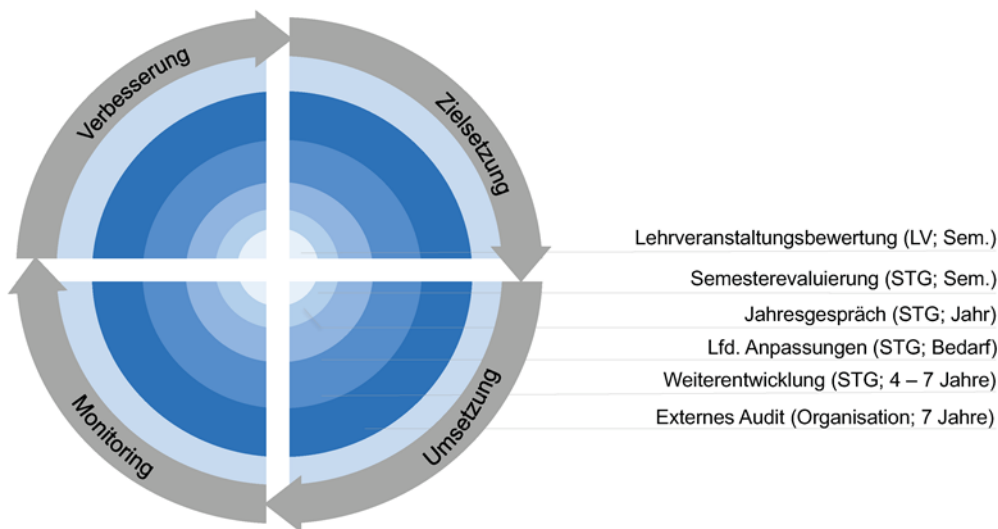 Verbesserung
Zielsetzung
Lehrveranstaltungsbewertung (LV; Sem.)
Semesterevaluierung (STG; Sem.)
Jahresgespräch (STG; Jahr)
Lfd. Anpassungen (STG; Bedarf)
Weiterentwicklung (STG; 4 – 7 Jahre)
Externes Audit (Organisation; 7 Jahre)
Monitoring
Umsetzung